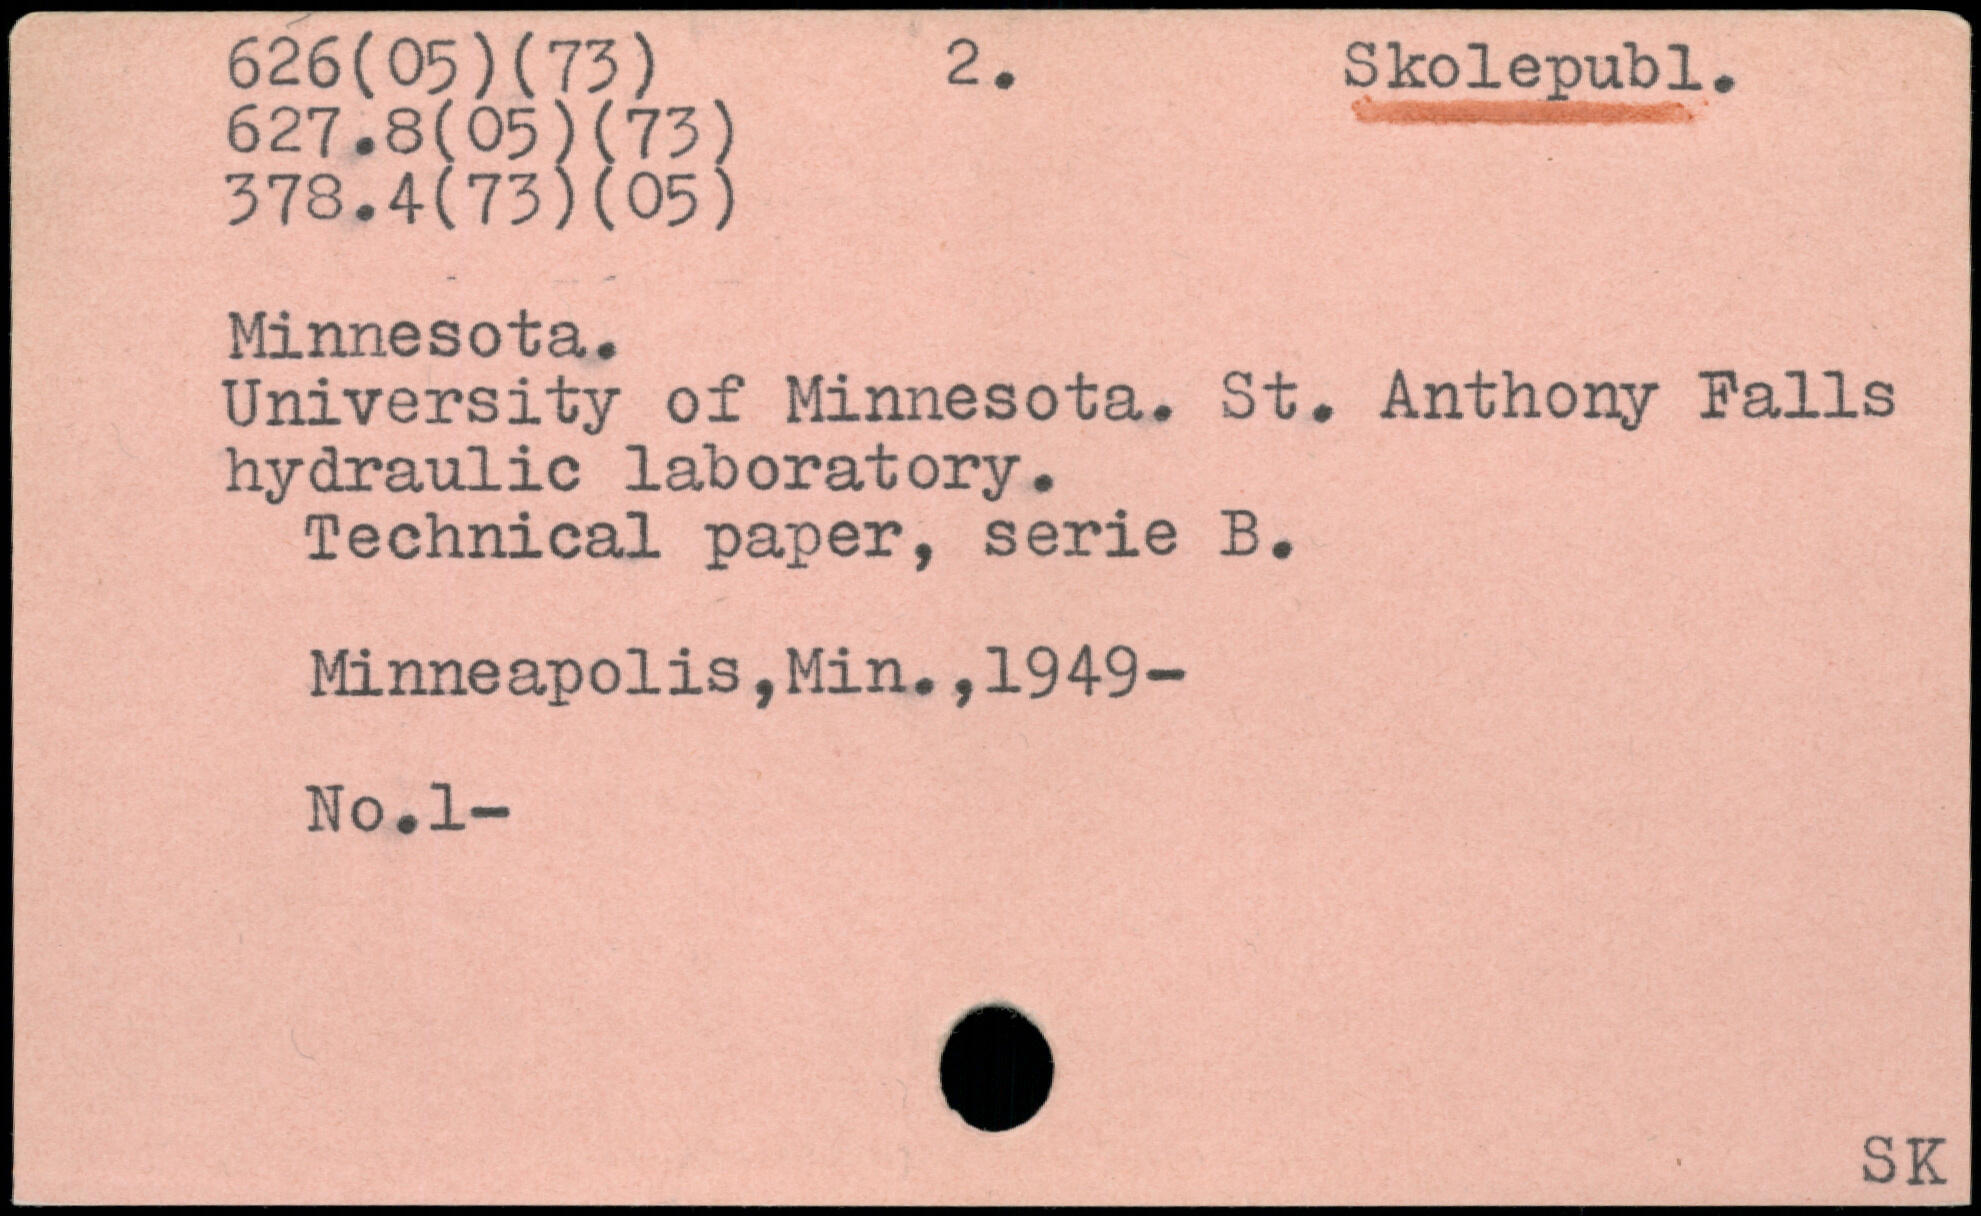 626(05)(73) 2. Skolepubl.
627.8(05)(73)
378.4(73)(05)
Minnesota.
University of Minnesota. St. Anthony Falls
hydraulic laboratory.
Technical paper, serie B.
Minneapolis,Min.,1949-
No.1-
SK